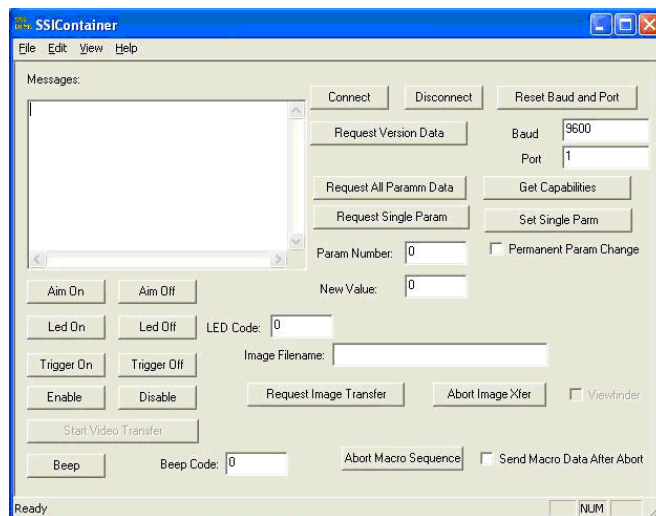 SSIContainer
File Edit View Help
Messages:
Connect Disconnect Reset Baud and Port
Request Version Data Baud 9600
Port 1
Request All Paramm Data Get Capabilities
Request Single Param Set Single Parm
Param Number: 0 Permanent Param Change
Aim On Aim Off New Value: 0
Led On Led Off LED Code: 0
Image Filename:
Trigger On Trigger Off
Enable Disable Request Image Transfer Abort Image Xfer Viewfinder
Start Video Transfer
Beep Beep Code: 0 Abort Macro Sequence Send Macro Data After Abort
Ready NUM